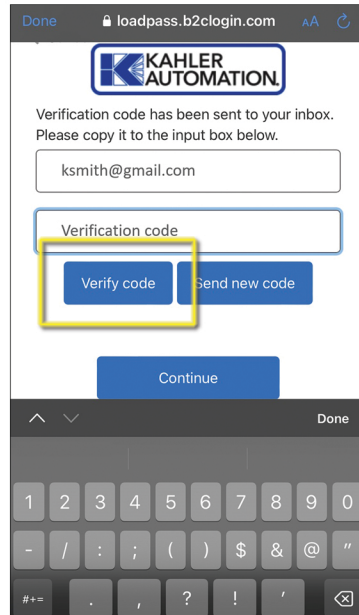 Done loadpass.b2clogin.com AA
KAHLER
AUTOMATION.
Verification code has been sent to your inbox.
Please copy it to the input box below.
ksmith@gmail.com
Verification code
Verify code Send new code
Continue
Done
1 2 3 4 5 6 7 8 9 0
- / : ; ( ) $ & @ "
#+= . , ? ! '